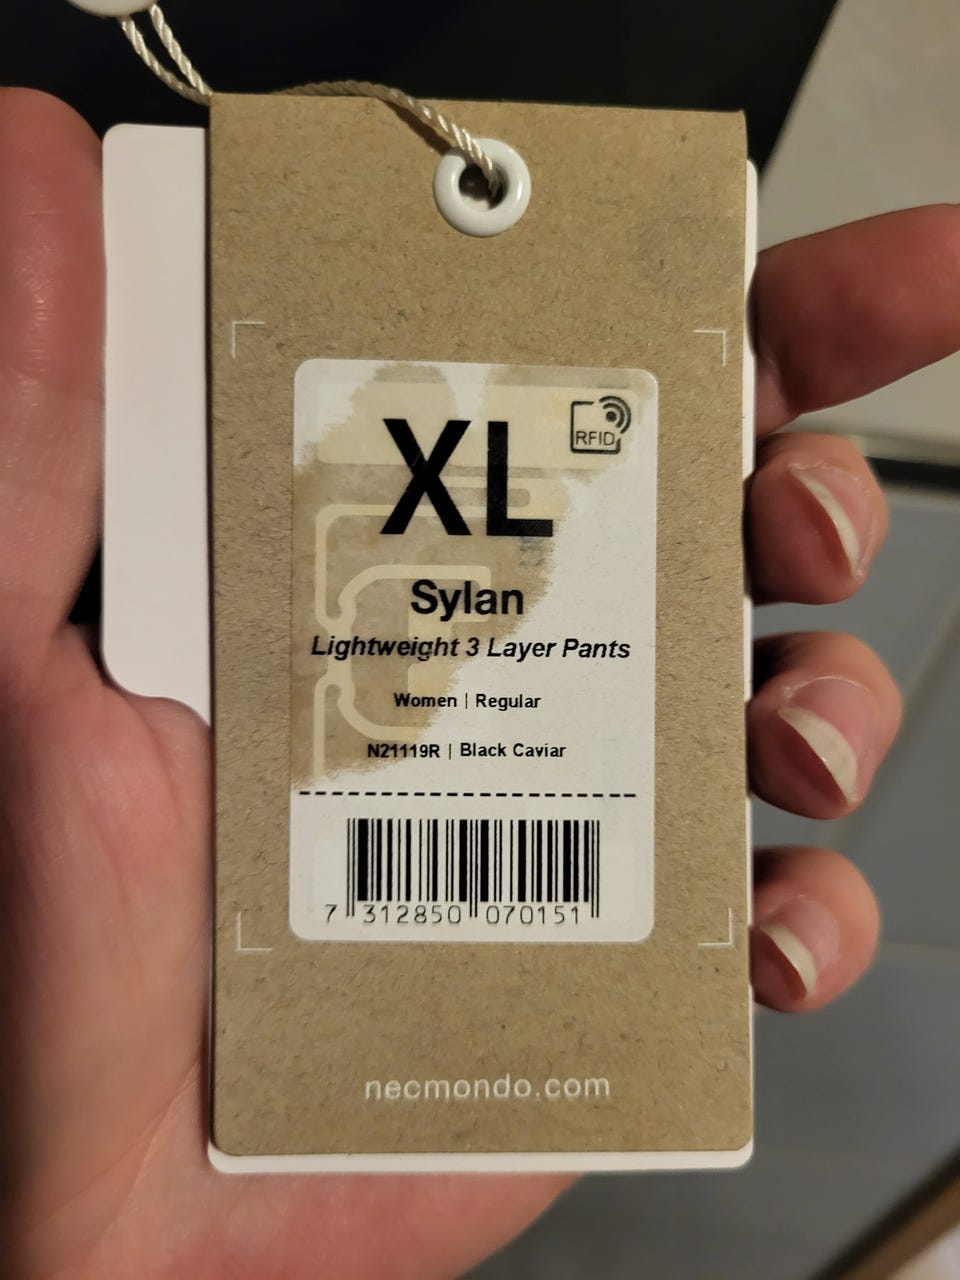 RFID
XL
Sylan
Lightweight 3 Layer Pants
Women | Regular
N21119R | Black Caviar
7 312850 070151
necmondo.com